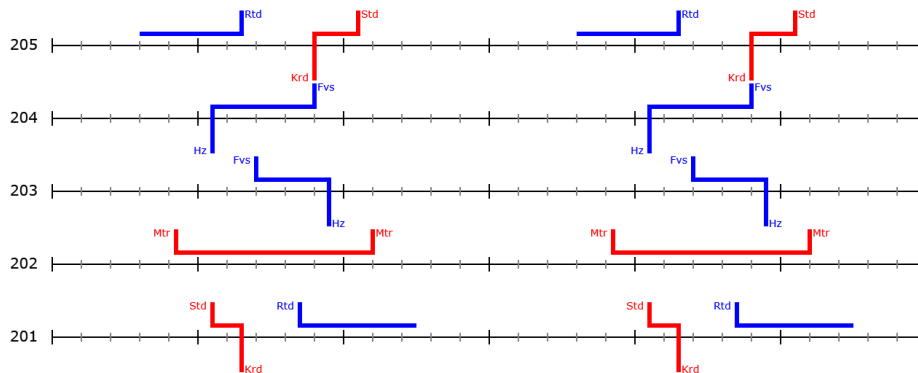 Rtd Std Rtd Std
205
Krd Krd
Fvs Fvs
204
Hz Hz
Fvs Fvs
203
Hz Hz
Mtr Mtr Mtr Mtr
202
Std Rtd Std Rtd
201
Krd Krd